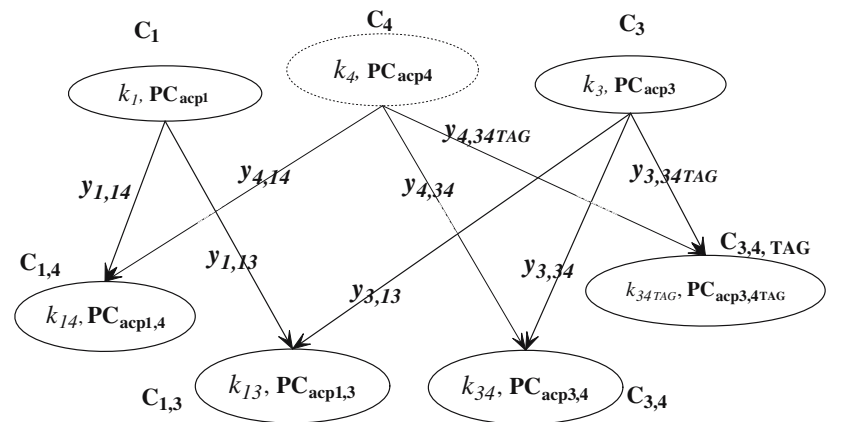 C1 C4 C3
k1, PCacp1
k4, PCacp4
k3, PCacp3
y1,14
y4,14
y4,34
y4,34TAG
y3,34TAG
y1,13
y3,13
y3,34
C1,4
k14, PCacp1,4
C3,4, TAG
k34TAG, PCacp3,4TAG
C1,3
k13, PCacp1,3
k34, PCacp3,4
C3,4